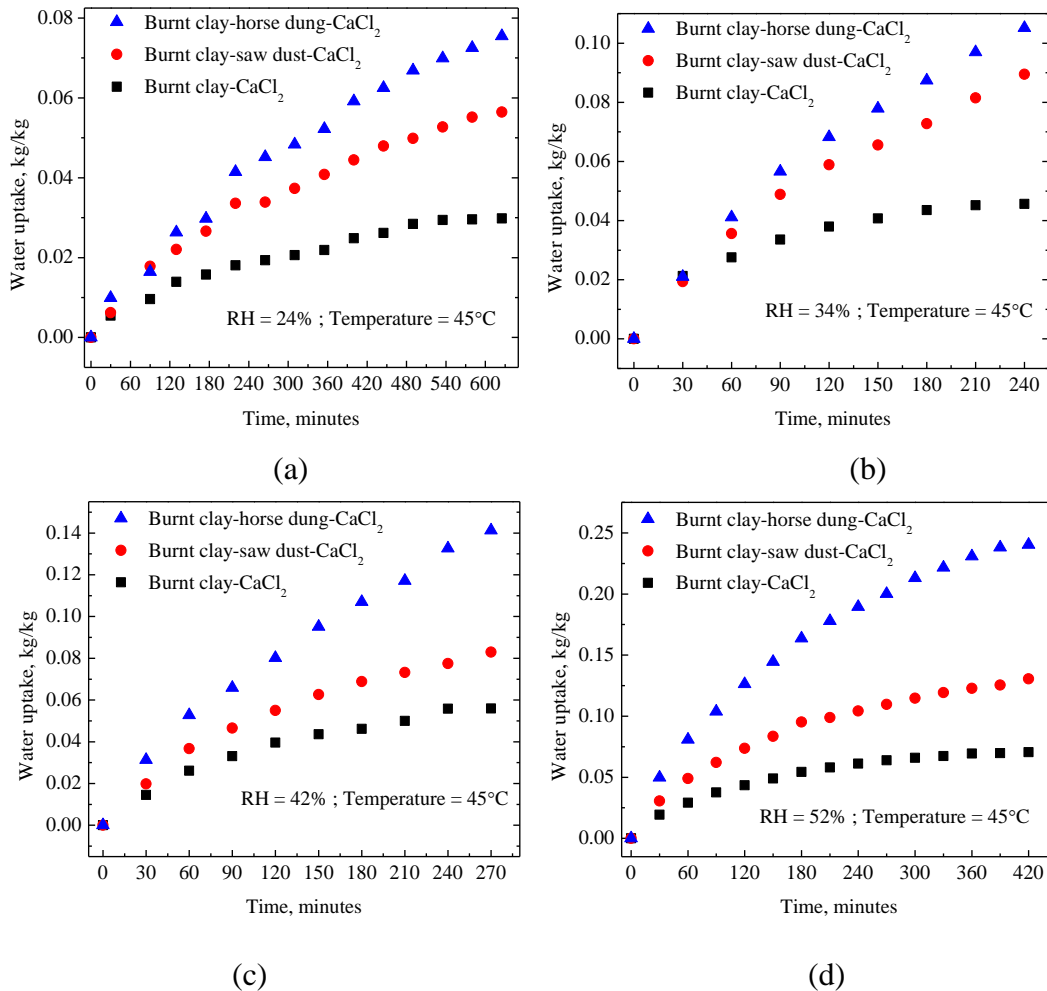 Burnt clay-horse dung-CaCl₂
Burnt clay-saw dust-CaCl₂
Burnt clay-CaCl₂
0.08
0.06
0.04
0.02
0.00
Water uptake, kg/kg
RH = 24% ; Temperature = 45°C
0 60 120 180 240 300 360 420 480 540 600
Time, minutes
(a)
Burnt clay-horse dung-CaCl₂
Burnt clay-saw dust-CaCl₂
Burnt clay-CaCl₂
0.10
0.08
0.06
0.04
0.02
0.00
Water uptake, kg/kg
RH = 34% ; Temperature = 45°C
0 30 60 90 120 150 180 210 240
Time, minutes
(b)
Burnt clay-horse dung-CaCl₂
Burnt clay-saw dust-CaCl₂
Burnt clay-CaCl₂
0.14
0.12
0.10
0.08
0.06
0.04
0.02
0.00
Water uptake, kg/kg
RH = 42% ; Temperature = 45°C
0 30 60 90 120 150 180 210 240 270
Time, minutes
(c)
Burnt clay-horse dung-CaCl₂
Burnt clay-saw dust-CaCl₂
Burnt clay-CaCl₂
0.25
0.20
0.15
0.10
0.05
0.00
Water uptake, kg/kg
RH = 52% ; Temperature = 45°C
0 60 120 180 240 300 360 420
Time, minutes
(d)